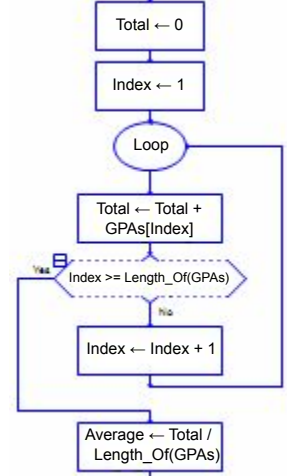 Total ← 0
Index ← 1
Loop
Total ← Total +
GPAs[Index]
Yes
Index >= Length_Of(GPAs)
No
Index ← Index + 1
Average ← Total /
Length_Of(GPAs)